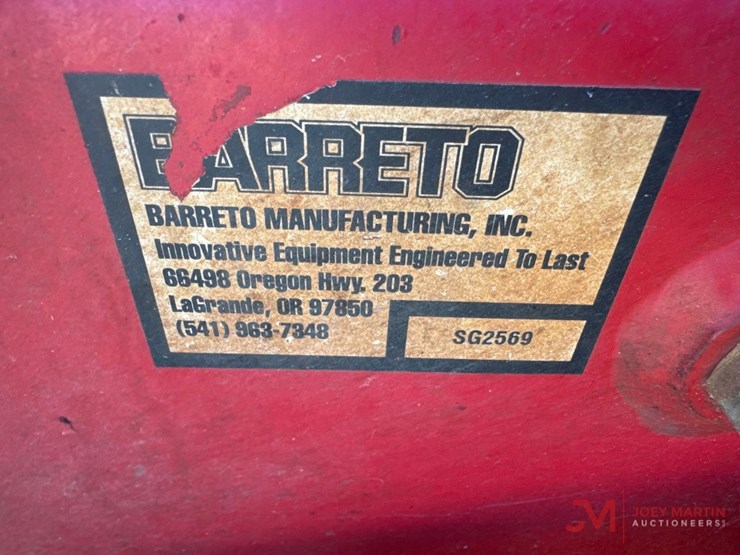 BARRETO
BARRETO MANUFACTURING, INC.
Innovative Equipment Engineered To Last
66498 Oregon Hwy. 203
LaGrande, OR 97850
(541) 963-7348
SG2569
JOEY MARTIN
AUCTIONEERS